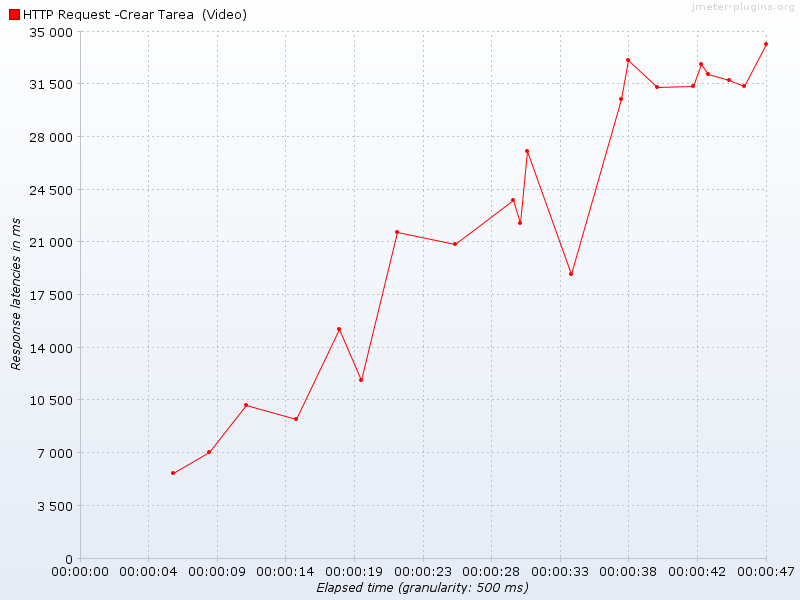 jmeter-plugins.org
HTTP Request -Crear Tarea  (Video)
35 000
31 500
28 000
24 500
21 000
17 500
14 000
10 500
7 000
3 500
0
Response latencies in ms
00:00:00 00:00:04 00:00:09 00:00:14 00:00:19 00:00:23 00:00:28 00:00:33 00:00:38 00:00:42 00:00:47
Elapsed time (granularity: 500 ms)